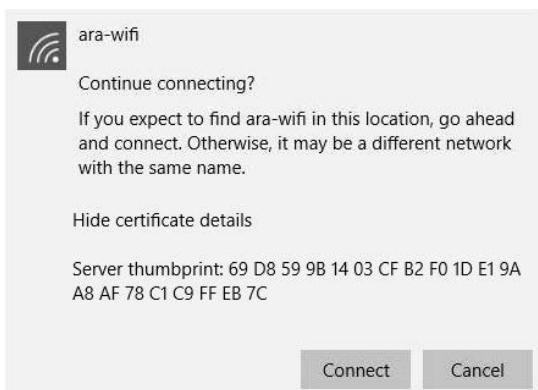 ara-wifi
Continue connecting?
If you expect to find ara-wifi in this location, go ahead
and connect. Otherwise, it may be a different network
with the same name.
Hide certificate details
Server thumbprint: 69 D8 59 9B 14 03 CF B2 F0 1D E1 9A
A8 AF 78 C1 C9 FF EB 7C
Connect Cancel